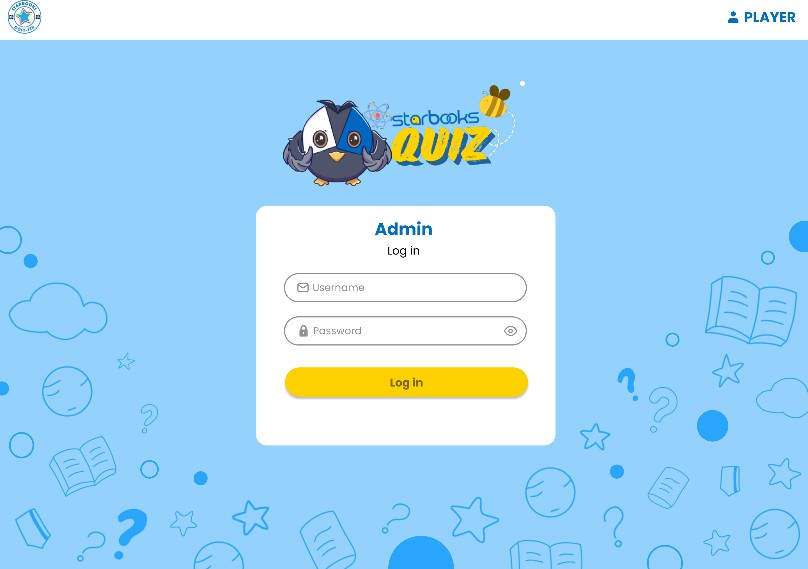 PLAYER
starbooks
QUIZ
Admin
Log in
Username
Password
Log in